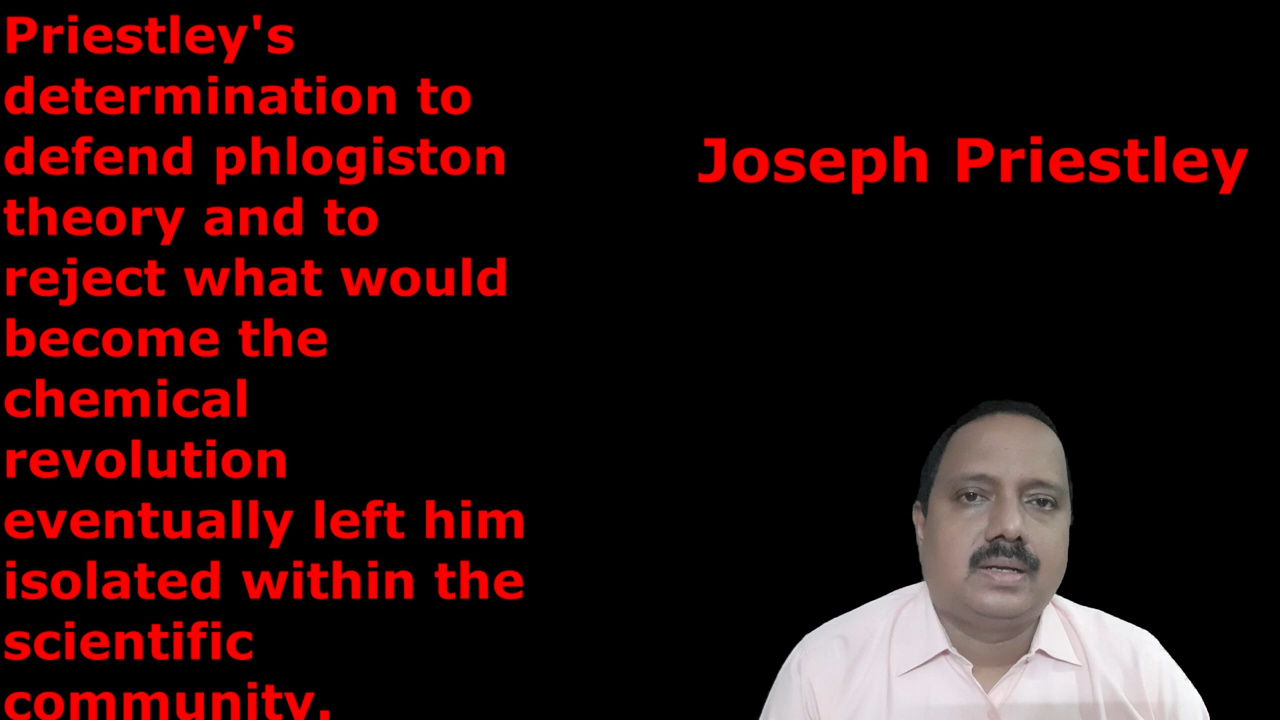 Priestley's
determination to
defend phlogiston
theory and to
reject what would
become the
chemical
revolution
eventually left him
isolated within the
scientific
community.
Joseph Priestley